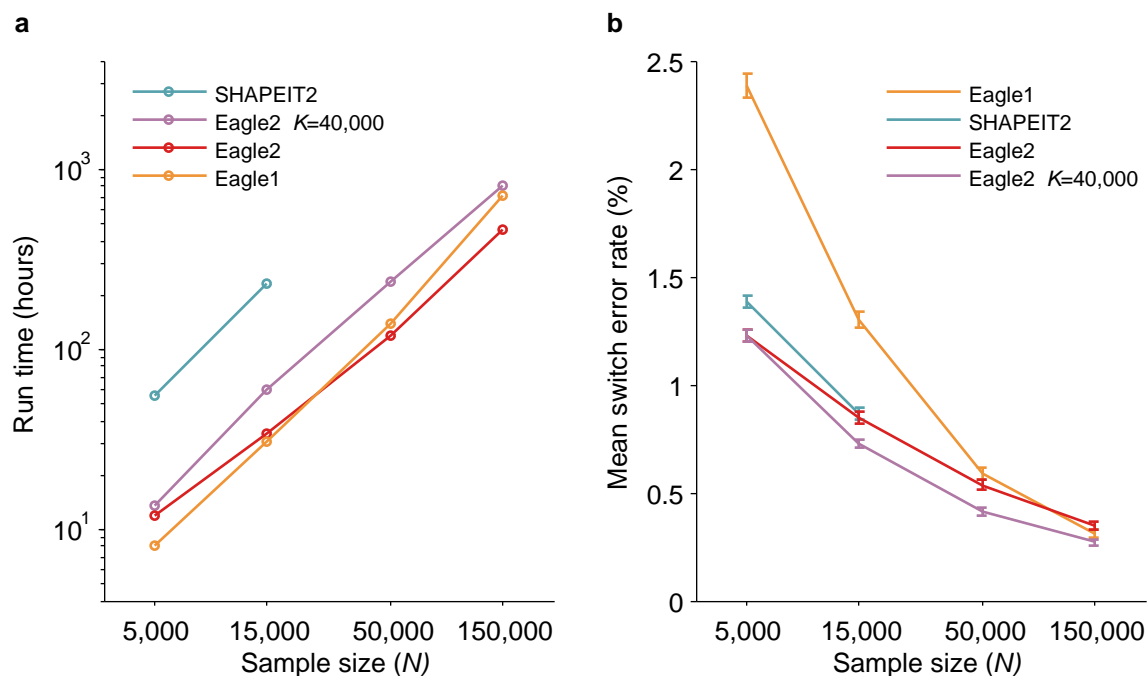 a
SHAPEIT2
Eagle2 K=40,000
Eagle2
Eagle1
10³
10²
10¹
Run time (hours)
5,000 15,000 50,000 150,000
Sample size (N)
b
2.5
2
1.5
1
0.5
0
Mean switch error rate (%)
Eagle1
SHAPEIT2
Eagle2
Eagle2 K=40,000
5,000 15,000 50,000 150,000
Sample size (N)